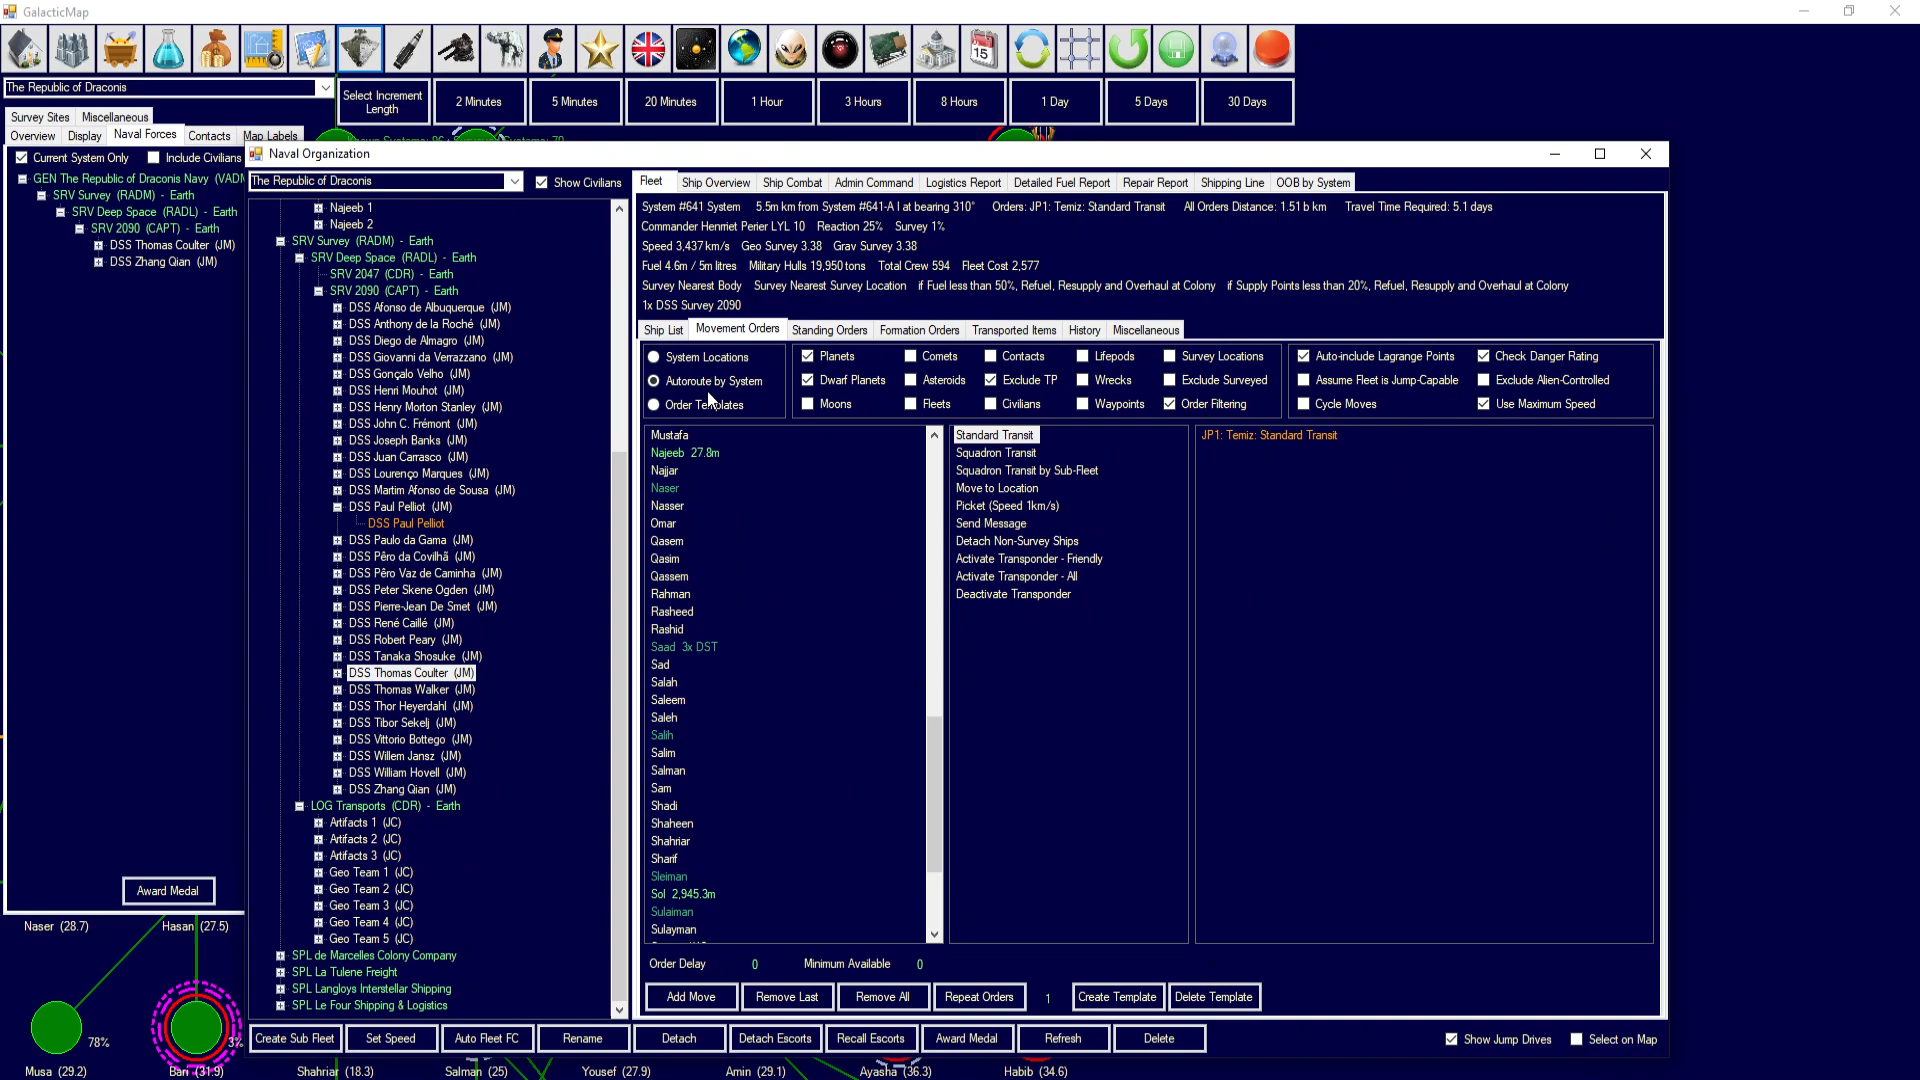 GalacticMap
The Republic of Draconis
Select Increment Length
2 Minutes
5 Minutes
20 Minutes
1 Hour
3 Hours
8 Hours
1 Day
5 Days
30 Days
Survey Sites
Miscellaneous
Overview
Display
Naval Forces
Contacts
Map Labels
Current System Only
Include Civilians
GEN The Republic of Draconis Navy (VADM
SRV Survey (RADM) - Earth
SRV Deep Space (RADL) - Earth
SRV 2090 (CAPT) - Earth
DSS Thomas Coulter (JM)
DSS Zhang Qian (JM)
Award Medal
Naval Organization
The Republic of Draconis
Show Civilians
Najeeb 1
Najeeb 2
SRV Survey (RADM) - Earth
SRV Deep Space (RADL) - Earth
SRV 2047 (CDR) - Earth
SRV 2090 (CAPT) - Earth
DSS Afonso de Albuquerque (JM)
DSS Anthony de la Roché (JM)
DSS Diego de Almagro (JM)
DSS Giovanni da Verrazzano (JM)
DSS Gonçalo Velho (JM)
DSS Henri Mouhot (JM)
DSS Henry Morton Stanley (JM)
DSS John C. Frémont (JM)
DSS Joseph Banks (JM)
DSS Juan Carrasco (JM)
DSS Lourenço Marques (JM)
DSS Martim Afonso de Sousa (JM)
DSS Paul Pelliot (JM)
DSS Paul Pelliot
DSS Paulo da Gama (JM)
DSS Pêro da Covilhã (JM)
DSS Pêro Vaz de Caminha (JM)
DSS Peter Skene Ogden (JM)
DSS Pierre-Jean De Smet (JM)
DSS René Caillé (JM)
DSS Robert Peary (JM)
DSS Tanaka Shosuke (JM)
DSS Thomas Coulter (JM)
DSS Thomas Walker (JM)
DSS Thor Heyerdahl (JM)
DSS Tibor Sekelj (JM)
DSS Vittorio Bottego (JM)
DSS Willem Jansz (JM)
DSS William Hovell (JM)
DSS Zhang Qian (JM)
LOG Transports (CDR) - Earth
Artifacts 1 (JC)
Artifacts 2 (JC)
Artifacts 3 (JC)
Geo Team 1 (JC)
Geo Team 2 (JC)
Geo Team 3 (JC)
Geo Team 4 (JC)
Geo Team 5 (JC)
SPL de Marcelles Colony Company
SPL La Tulene Freight
SPL Langloys Interstellar Shipping
SPL Le Four Shipping & Logistics
Fleet
Ship Overview
Ship Combat
Admin Command
Logistics Report
Detailed Fuel Report
Repair Report
Shipping Line
OOB by System
System #641 System 5.5m km from System #641-A I at bearing 310° Orders: JP1: Temiz: Standard Transit All Orders Distance: 1.51 b km Travel Time Required: 5.1 days
Commander Henriet Perier LYL 10 Reaction 25% Survey 1%
Speed 3,437 km/s Geo Survey 3.38 Grav Survey 3.38
Fuel 4.6m / 5m litres Military Hulls 19,950 tons Total Crew 594 Fleet Cost 2,577
Survey Nearest Body Survey Nearest Survey Location if Fuel less than 50%, Refuel, Resupply and Overhaul at Colony if Supply Points less than 20%, Refuel, Resupply and Overhaul at Colony
1x DSS Survey 2090
Ship List
Movement Orders
Standing Orders
Formation Orders
Transported Items
History
Miscellaneous
System Locations
Autoroute by System
Order Templates
Planets
Comets
Contacts
Lifepods
Survey Locations
Dwarf Planets
Asteroids
Exclude TP
Wrecks
Exclude Surveyed
Moons
Fleets
Civilians
Waypoints
Order Filtering
Auto-include Lagrange Points
Check Danger Rating
Assume Fleet is Jump-Capable
Exclude Alien-Controlled
Cycle Moves
Use Maximum Speed
Mustafa
Najeeb 27.8m
Najjar
Naser
Nasser
Omar
Qasem
Qasim
Qassem
Rahman
Rasheed
Rashid
Saad 3x DST
Sad
Salah
Saleem
Saleh
Salih
Salim
Salman
Sam
Shadi
Shaheen
Shahriar
Sharif
Sleiman
Sol 2,945.3m
Sulaiman
Sulayman
Standard Transit
Squadron Transit
Squadron Transit by Sub-Fleet
Move to Location
Picket (Speed 1km/s)
Send Message
Detach Non-Survey Ships
Activate Transponder - Friendly
Activate Transponder - All
Deactivate Transponder
JP1: Temiz: Standard Transit
Order Delay 0
Minimum Available 0
Add Move
Remove Last
Remove All
Repeat Orders
1
Create Template
Delete Template
Create Sub Fleet
Set Speed
Auto Fleet FC
Rename
Detach
Detach Escorts
Recall Escorts
Award Medal
Refresh
Delete
Show Jump Drives
Select on Map
Naser (28.7)
Hasan (27.5)
78%
3%
Musa (29.2)
Bari (31.9)
Shahriar (18.3)
Salman (25)
Yousef (27.9)
Amin (29.1)
Ayasha (36.3)
Habib (34.6)